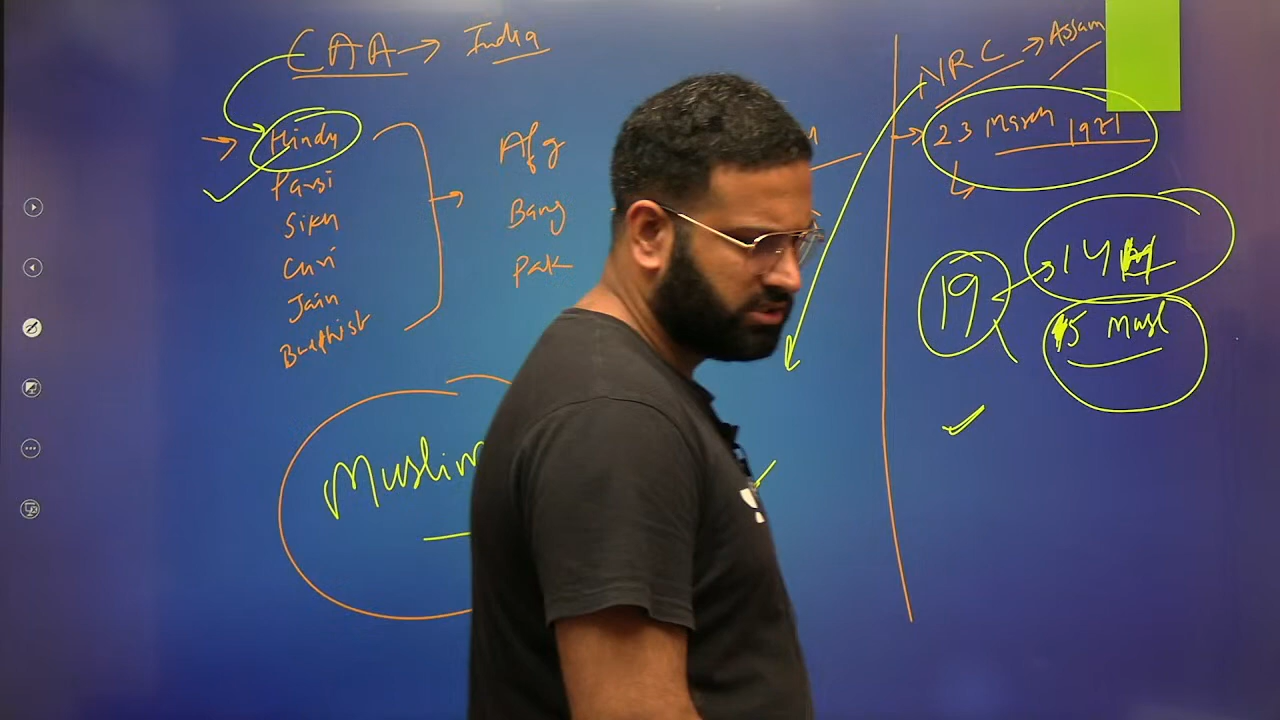 CAA → India
Hindu
Parsi
Sikh
Chri
Jain
Buddhist
Afg
Bang
Pak
Muslim
NRC → Assam
23 March 1971
19
14
5 Musl